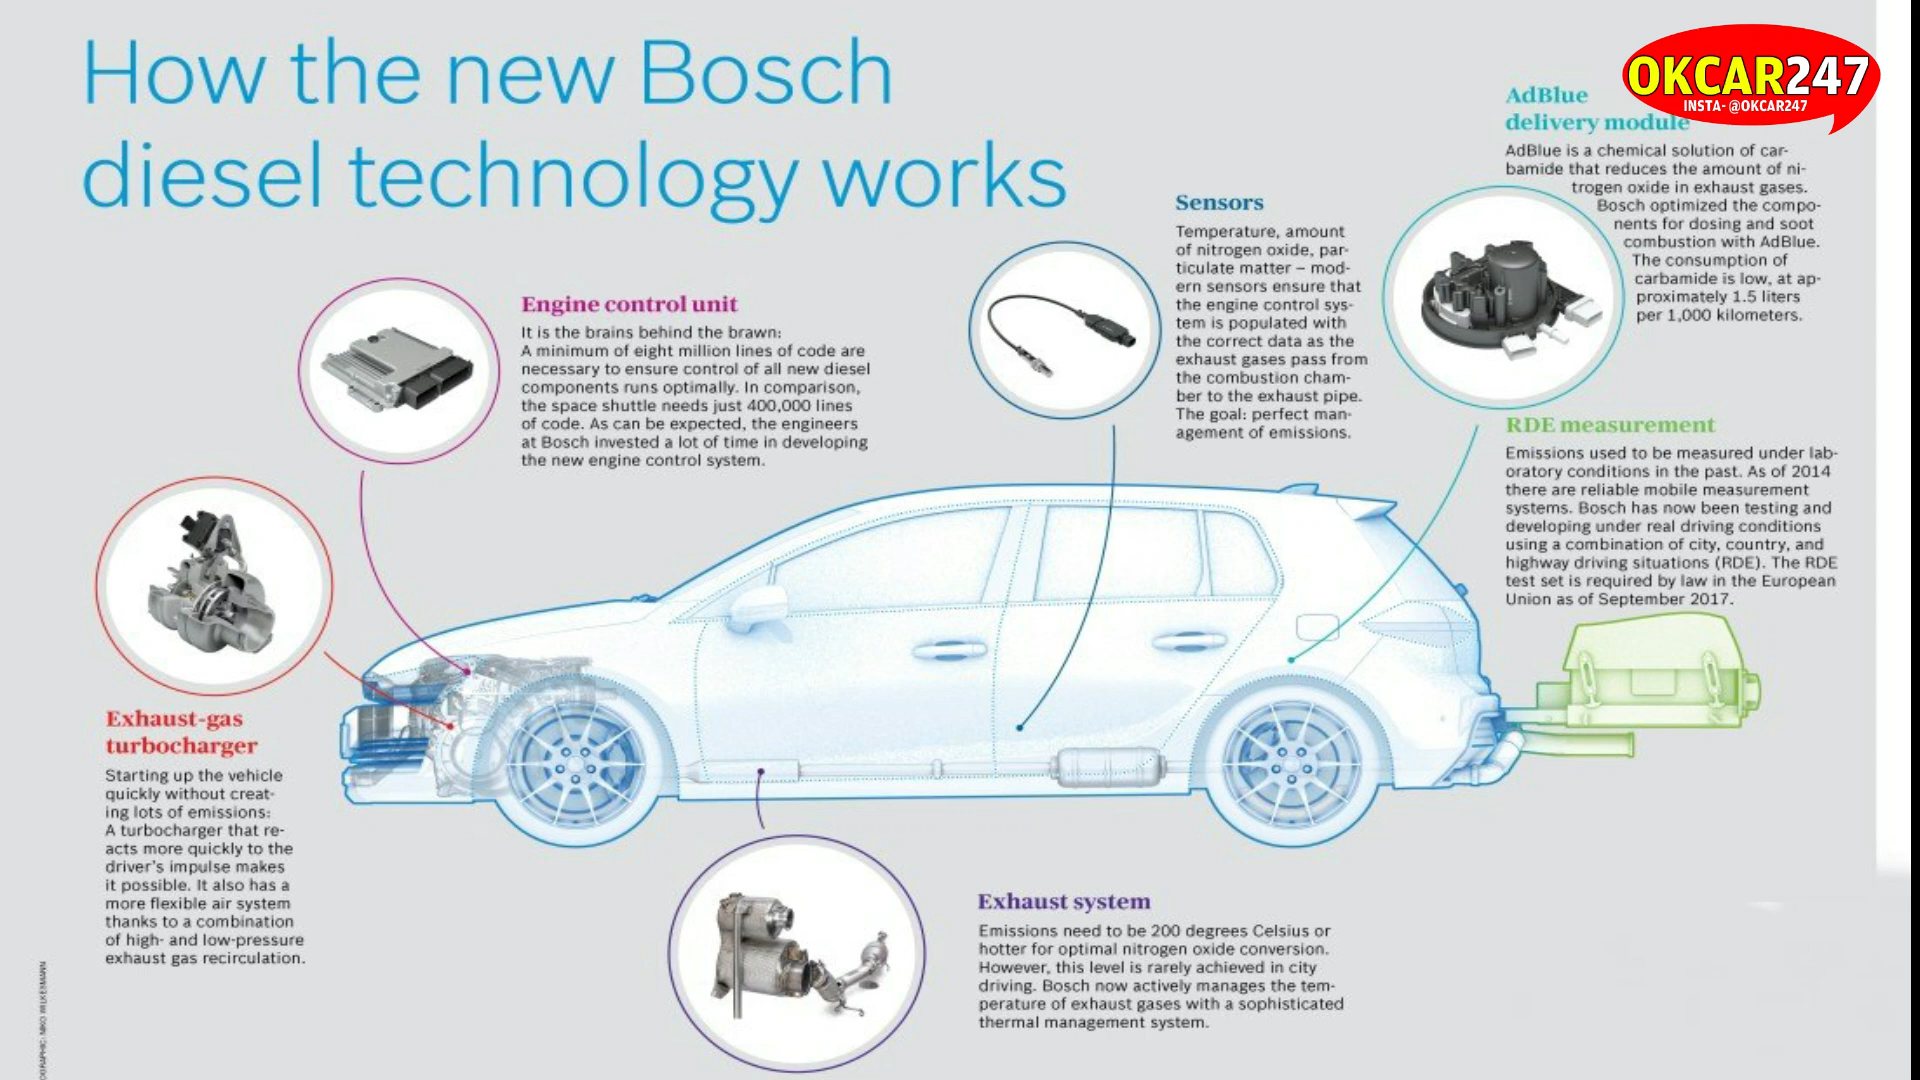 How the new Bosch
diesel technology works
OKCAR247
INSTA- @OKCAR247
AdBlue
delivery module
AdBlue is a chemical solution of car-
bamide that reduces the amount of ni-
trogen oxide in exhaust gases.
Bosch optimized the compo-
nents for dosing and soot
combustion with AdBlue.
The consumption of
carbamide is low, at ap-
proximately 1.5 liters
per 1,000 kilometers.
Sensors
Temperature, amount
of nitrogen oxide, par-
ticulate matter – mod-
ern sensors ensure that
the engine control sys-
tem is populated with
the correct data as the
exhaust gases pass from
the combustion cham-
ber to the exhaust pipe.
The goal: perfect man-
agement of emissions.
Engine control unit
It is the brains behind the brawn:
A minimum of eight million lines of code are
necessary to ensure control of all new diesel
components runs optimally. In comparison,
the space shuttle needs just 400,000 lines
of code. As can be expected, the engineers
at Bosch invested a lot of time in developing
the new engine control system.
RDE measurement
Emissions used to be measured under lab-
oratory conditions in the past. As of 2014
there are reliable mobile measurement
systems. Bosch has now been testing and
developing under real driving conditions
using a combination of city, country, and
highway driving situations (RDE). The RDE
test set is required by law in the European
Union as of September 2017.
Exhaust-gas
turbocharger
Starting up the vehicle
quickly without creat-
ing lots of emissions:
A turbocharger that re-
acts more quickly to the
driver's impulse makes
it possible. It also has a
more flexible air system
thanks to a combination
of high- and low-pressure
exhaust gas recirculation.
Exhaust system
Emissions need to be 200 degrees Celsius or
hotter for optimal nitrogen oxide conversion.
However, this level is rarely achieved in city
driving. Bosch now actively manages the tem-
perature of exhaust gases with a sophisticated
thermal management system.